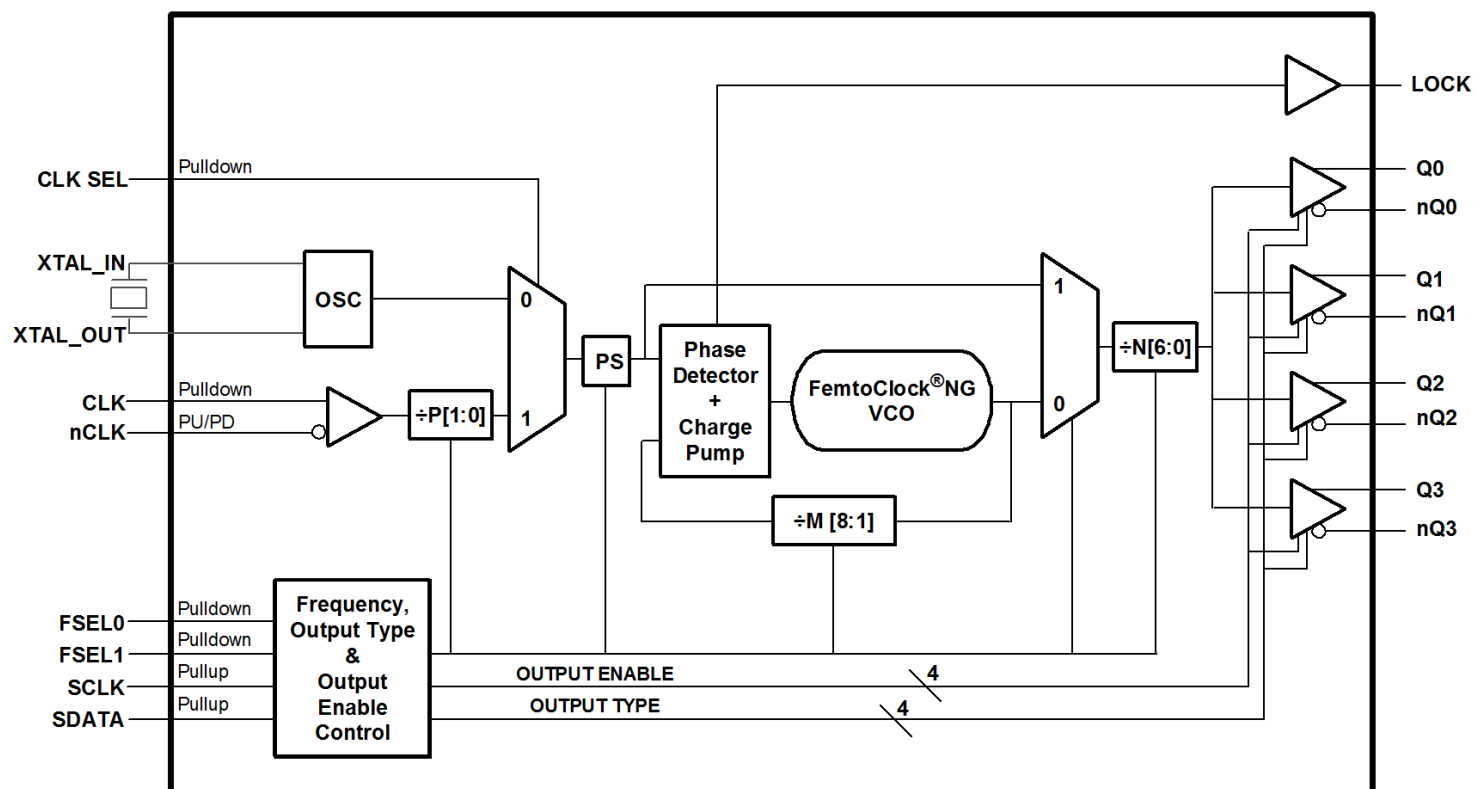 LOCK
Pulldown
CLK SEL
Q0
nQ0
XTAL_IN
OSC
0
1
Q1
nQ1
XTAL_OUT
PS
Phase
Detector
+
Charge
Pump
FemtoClock®NG
VCO
0
÷N[6:0]
Pulldown
CLK
PU/PD
nCLK
÷P[1:0]
1
Q2
nQ2
÷M [8:1]
Q3
nQ3
Pulldown
FSEL0
Pulldown
FSEL1
Pullup
SCLK
Pullup
SDATA
Frequency,
Output Type
&
Output
Enable
Control
OUTPUT ENABLE
4
OUTPUT TYPE
4